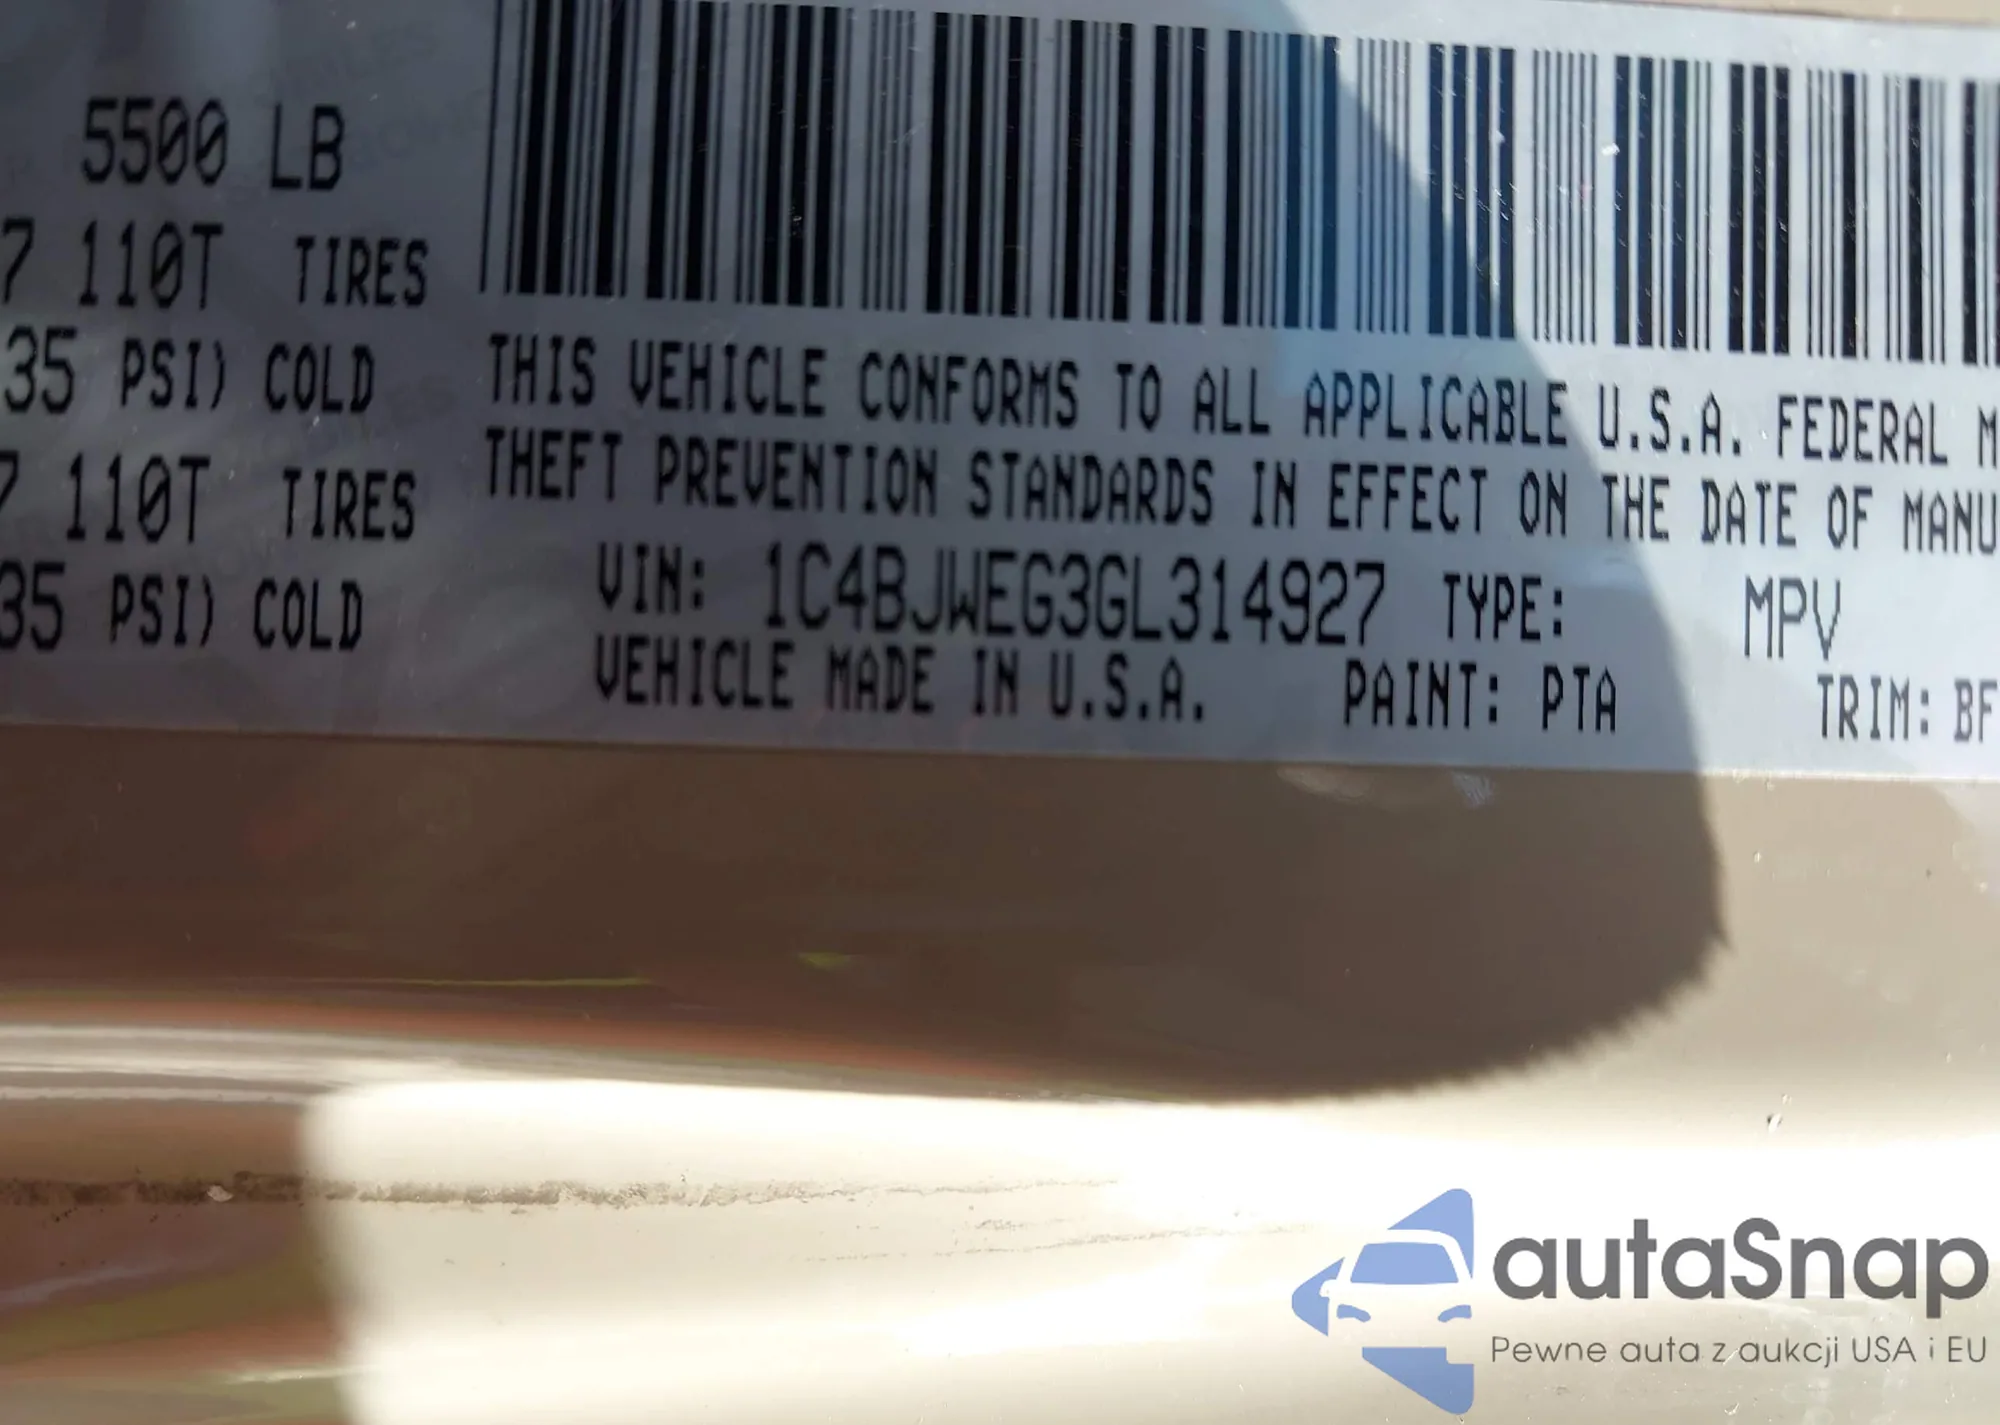 5500 LB
7 110T TIRES
35 PSI) COLD
7 110T TIRES
35 PSI) COLD
THIS VEHICLE CONFORMS TO ALL APPLICABLE U.S.A. FEDERAL M
THEFT PREVENTION STANDARDS IN EFFECT ON THE DATE OF MANU
VIN: 1C4BJWEG3GL314927 TYPE: MPV
VEHICLE MADE IN U.S.A. PAINT: PTA TRIM: BF
autaSnap
Pewne auta z aukcji USA i EU